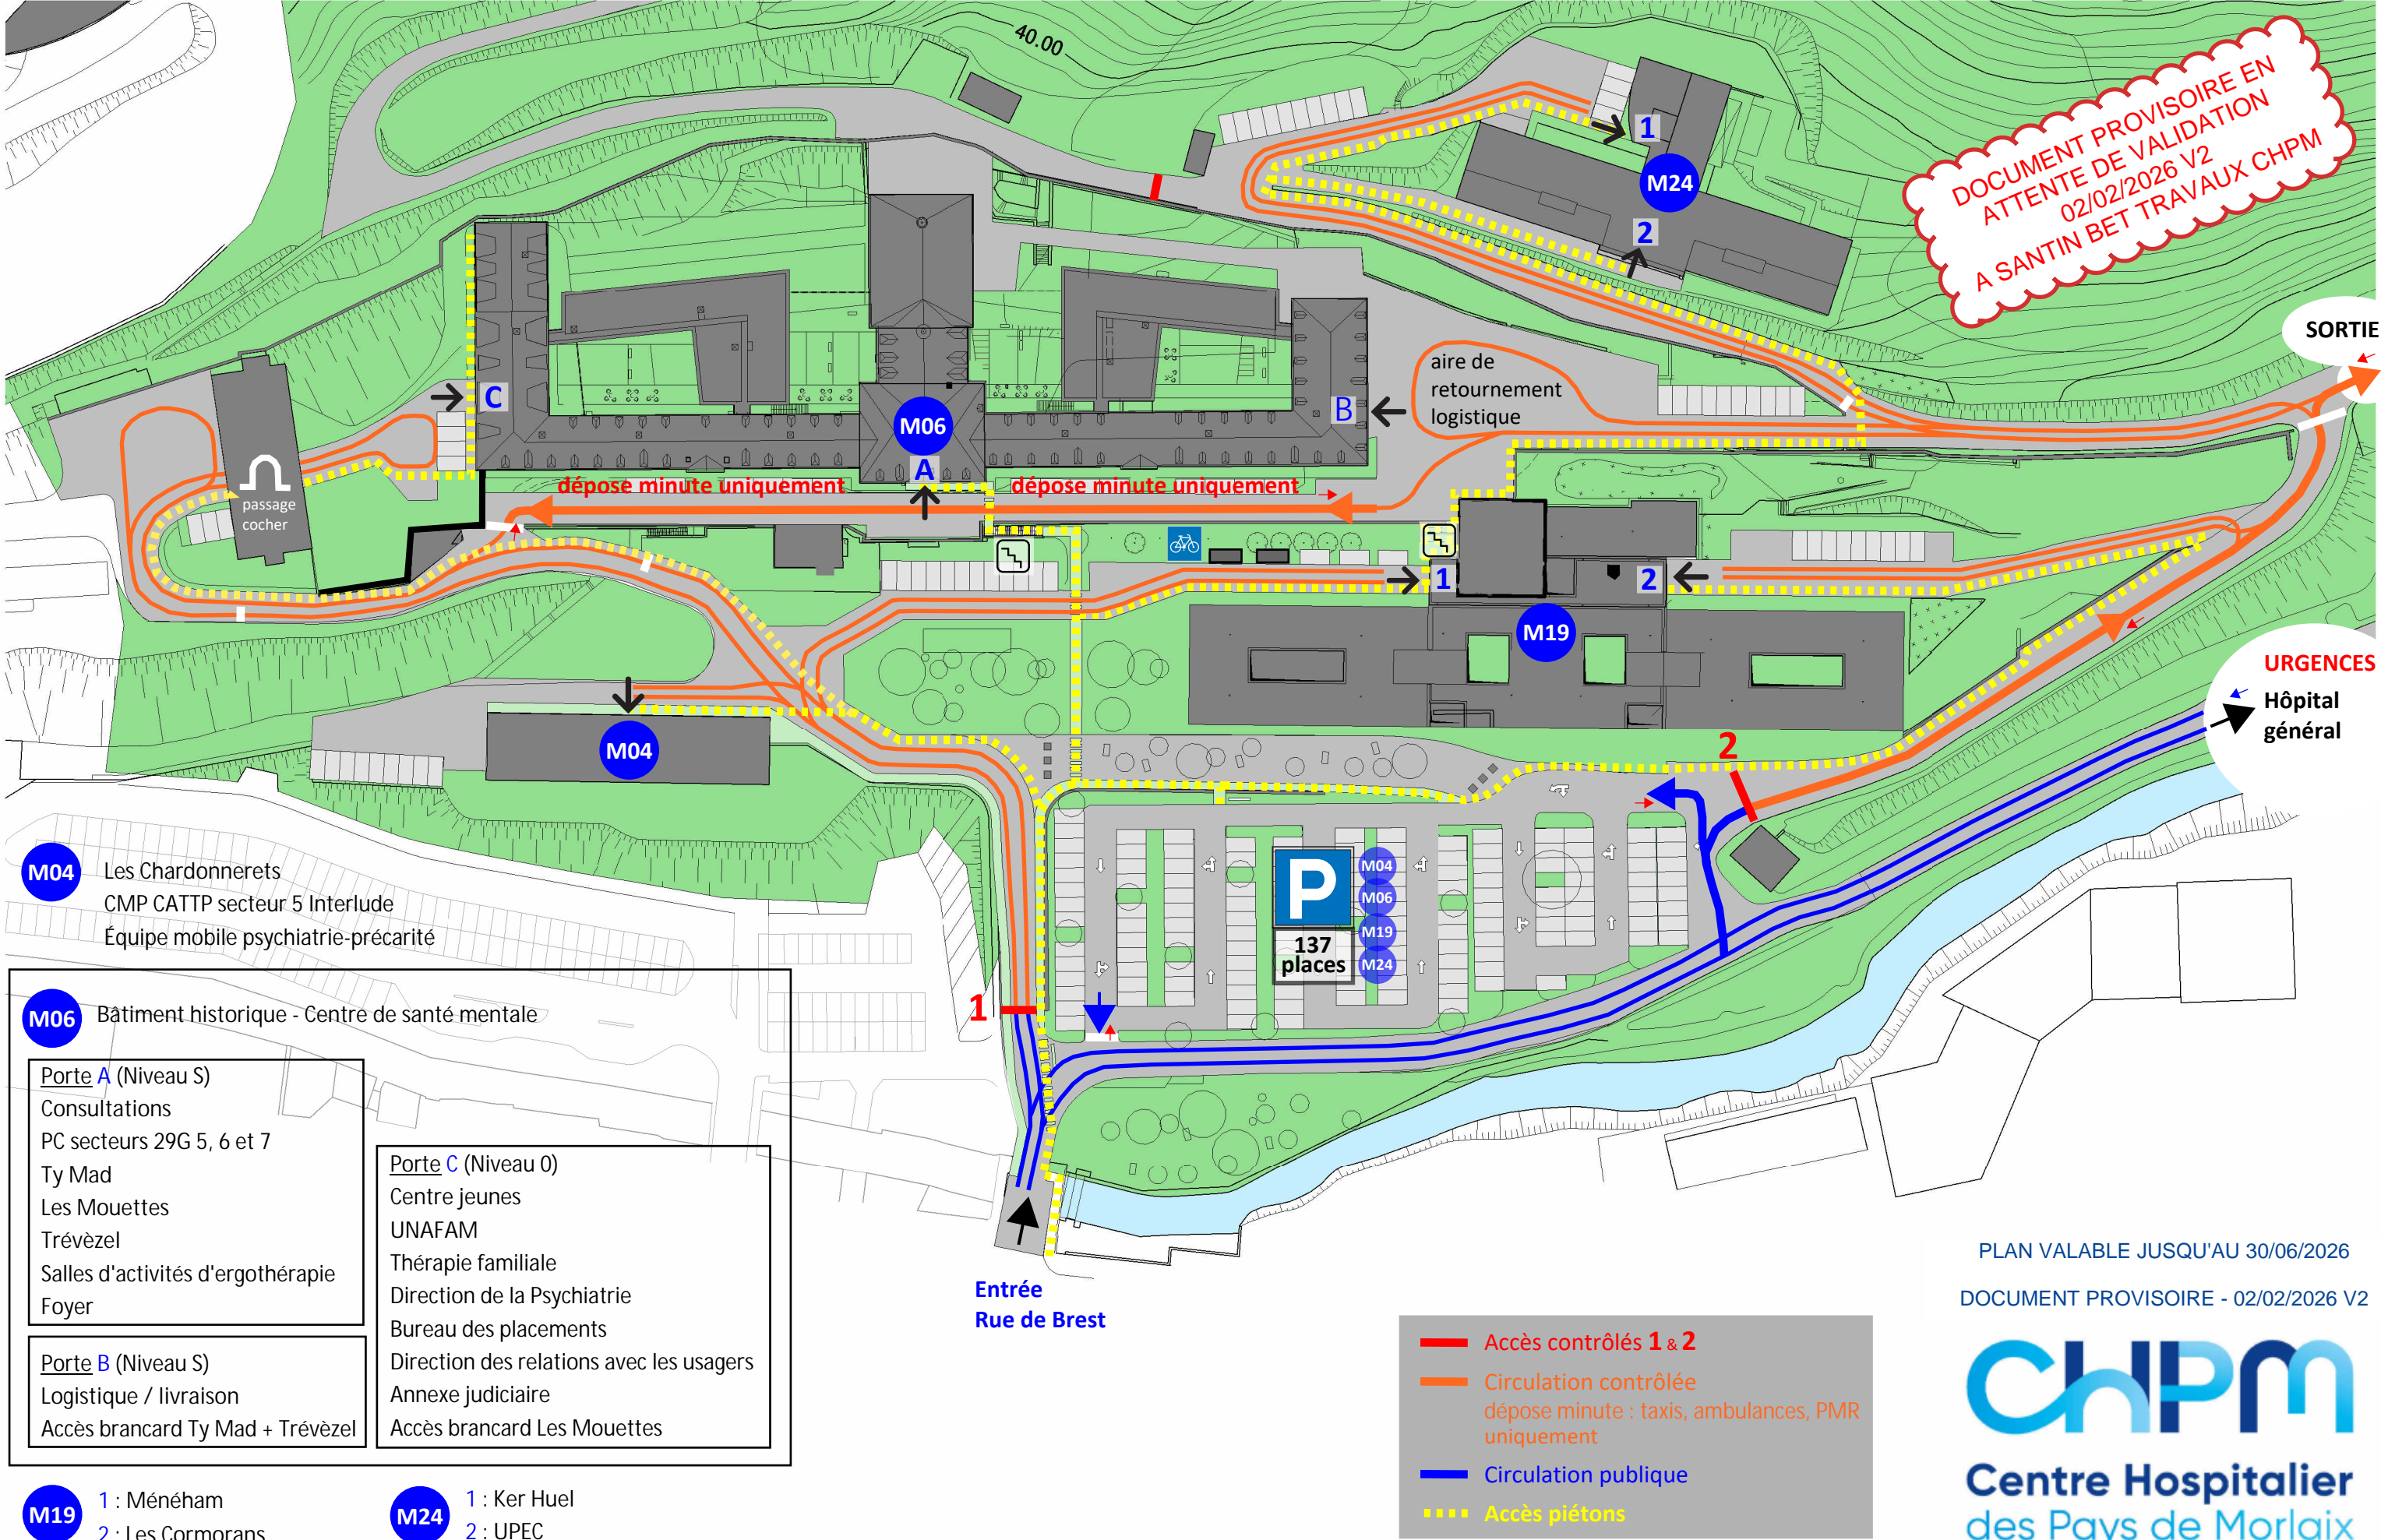 40.00
DOCUMENT PROVISOIRE EN
ATTENTE DE VALIDATION
02/02/2026 V2
A SANTIN BET TRAVAUX CHPM
1
M24
2
SORTIE
aire de
retournement
logistique
C
B
M06
A
dépose minute uniquement
dépose minute uniquement
passage
cocher
1
2
M19
URGENCES
Hôpital
général
M04
2
P
137
places
M04
M06
M19
M24
1
Entrée
Rue de Brest
M04
Les Chardonnerets
CMP CATTP secteur 5 Interlude
Équipe mobile psychiatrie-précarité
M06
Bâtiment historique - Centre de santé mentale
Porte A (Niveau S)
Consultations
PC secteurs 29G 5, 6 et 7
Ty Mad
Les Mouettes
Trévèzel
Salles d'activités d'ergothérapie
Foyer
Porte B (Niveau S)
Logistique / livraison
Accès brancard Ty Mad + Trévèzel
Porte C (Niveau 0)
Centre jeunes
UNAFAM
Thérapie familiale
Direction de la Psychiatrie
Bureau des placements
Direction des relations avec les usagers
Annexe judiciaire
Accès brancard Les Mouettes
M19
1 : Ménéham
2 : Les Cormorans
M24
1 : Ker Huel
2 : UPEC
Accès contrôlés 1 & 2
Circulation contrôlée
dépose minute : taxis, ambulances, PMR
uniquement
Circulation publique
Accès piétons
PLAN VALABLE JUSQU'AU 30/06/2026
DOCUMENT PROVISOIRE - 02/02/2026 V2
CHPM
Centre Hospitalier
des Pays de Morlaix